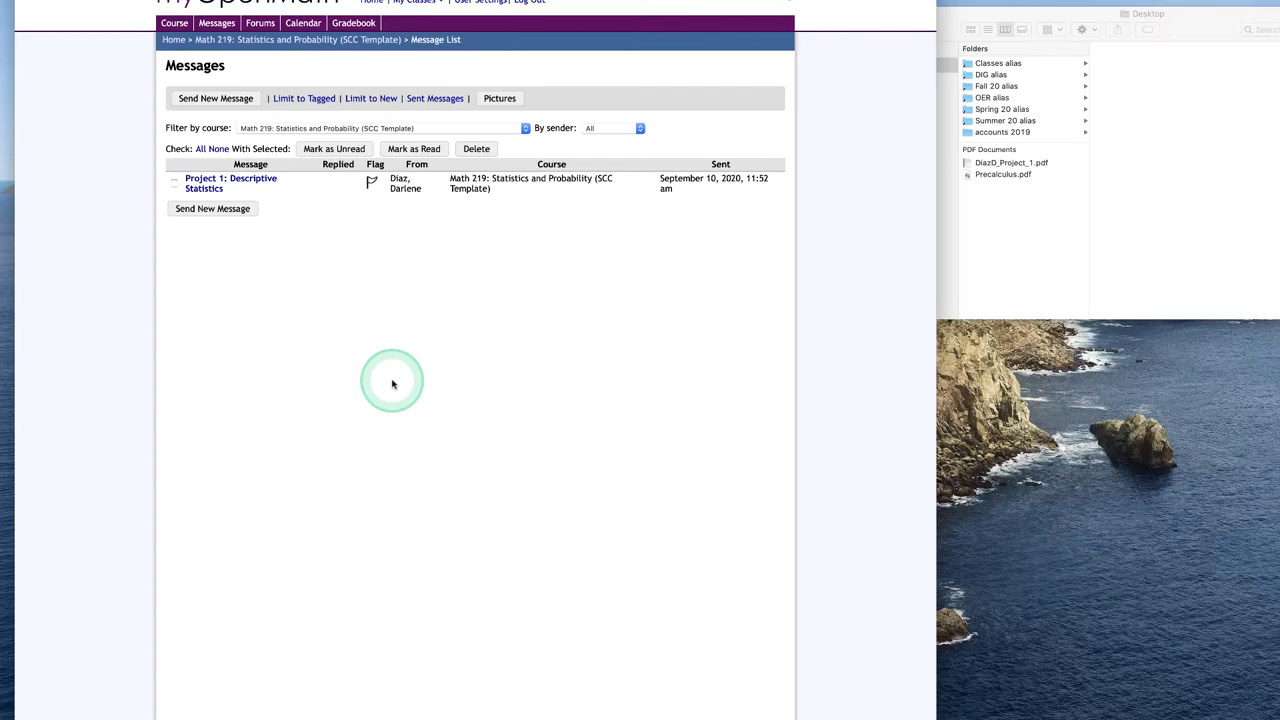 Home | My Classes | User Settings | Log Out
Course Messages Forums Calendar Gradebook
Home > Math 219: Statistics and Probability (SCC Template) > Message List
Messages
Send New Message | Limit to Tagged | Limit to New | Sent Messages | Pictures
Filter by course: Math 219: Statistics and Probability (SCC Template) By sender: All
Check: All None With Selected: Mark as Unread Mark as Read Delete
Message Replied Flag From Course Sent
Project 1: Descriptive
Statistics
Diaz,
Darlene
Math 219: Statistics and Probability (SCC
Template)
September 10, 2020, 11:52
am
Send New Message
Desktop
Folders
Classes alias
DIG alias
Fall 20 alias
OER alias
Spring 20 alias
Summer 20 alias
accounts 2019
PDF Documents
DiazD_Project_1.pdf
Precalculus.pdf